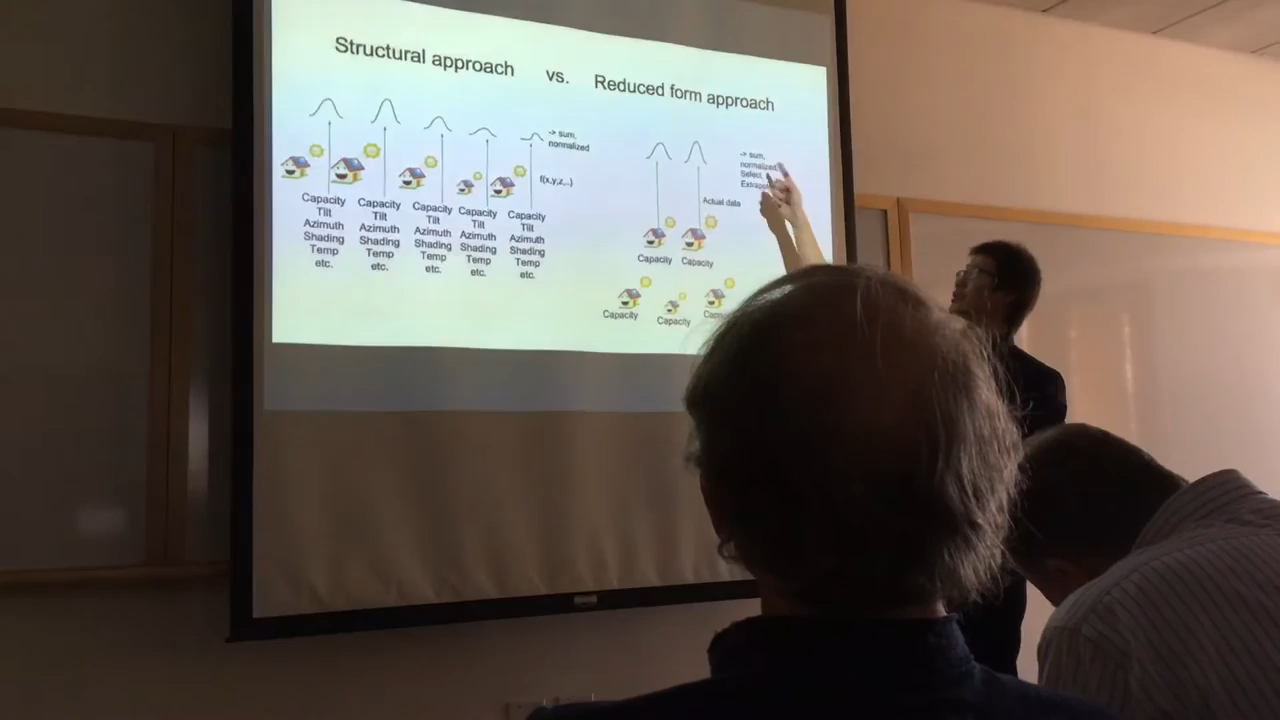 Structural approach vs. Reduced form approach
-> sum,
normalized
f(x,y,z,..)
Capacity
Tilt
Azimuth
Shading
Temp
etc.
Capacity
Tilt
Azimuth
Shading
Temp
etc.
Capacity
Tilt
Azimuth
Shading
Temp
etc.
Capacity
Tilt
Azimuth
Shading
Temp
etc.
Capacity
Tilt
Azimuth
Shading
Temp
etc.
-> sum,
normalized,
Select,
Actual data
Capacity Capacity
Capacity Capacity